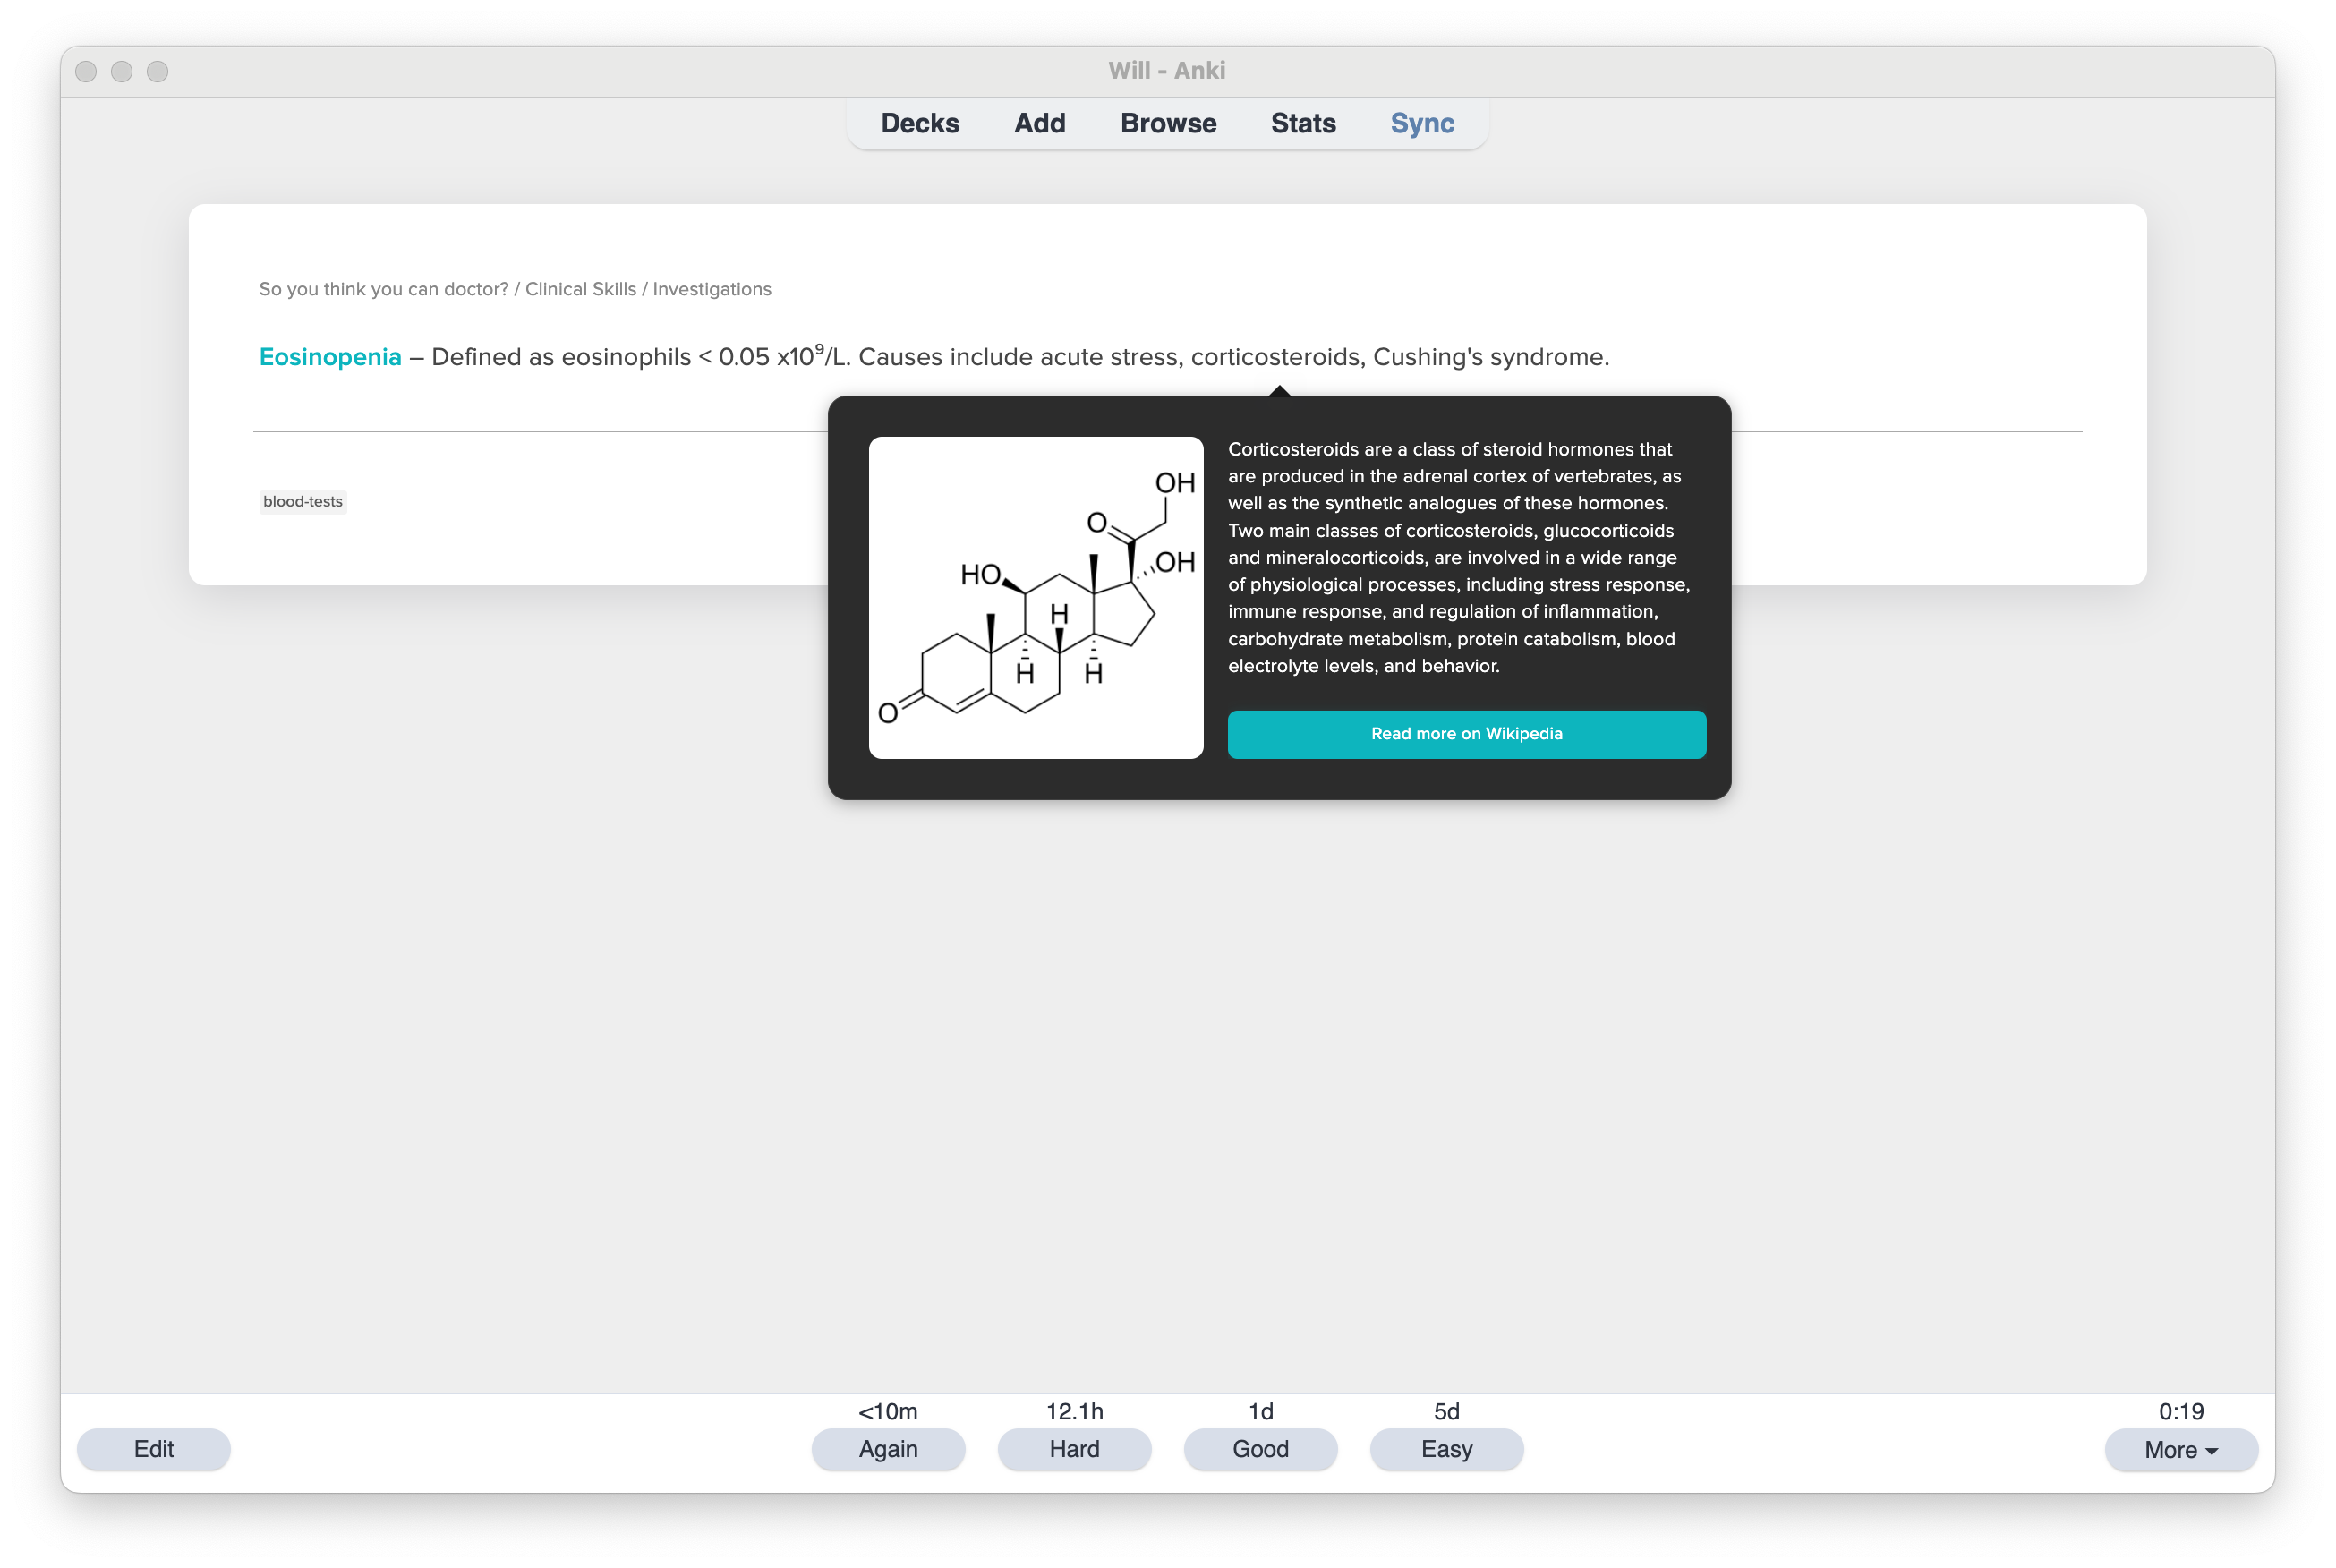 Will - Anki
Decks Add Browse Stats Sync
So you think you can doctor? / Clinical Skills / Investigations
Eosinopenia – Defined as eosinophils < 0.05 x10⁹/L. Causes include acute stress, corticosteroids, Cushing's syndrome.
blood-tests
OH
O
OH
HO
H
H
H
O
Corticosteroids are a class of steroid hormones that
are produced in the adrenal cortex of vertebrates, as
well as the synthetic analogues of these hormones.
Two main classes of corticosteroids, glucocorticoids
and mineralocorticoids, are involved in a wide range
of physiological processes, including stress response,
immune response, and regulation of inflammation,
carbohydrate metabolism, protein catabolism, blood
electrolyte levels, and behavior.
Read more on Wikipedia
<10m 12.1h 1d 5d 0:19
Edit Again Hard Good Easy More